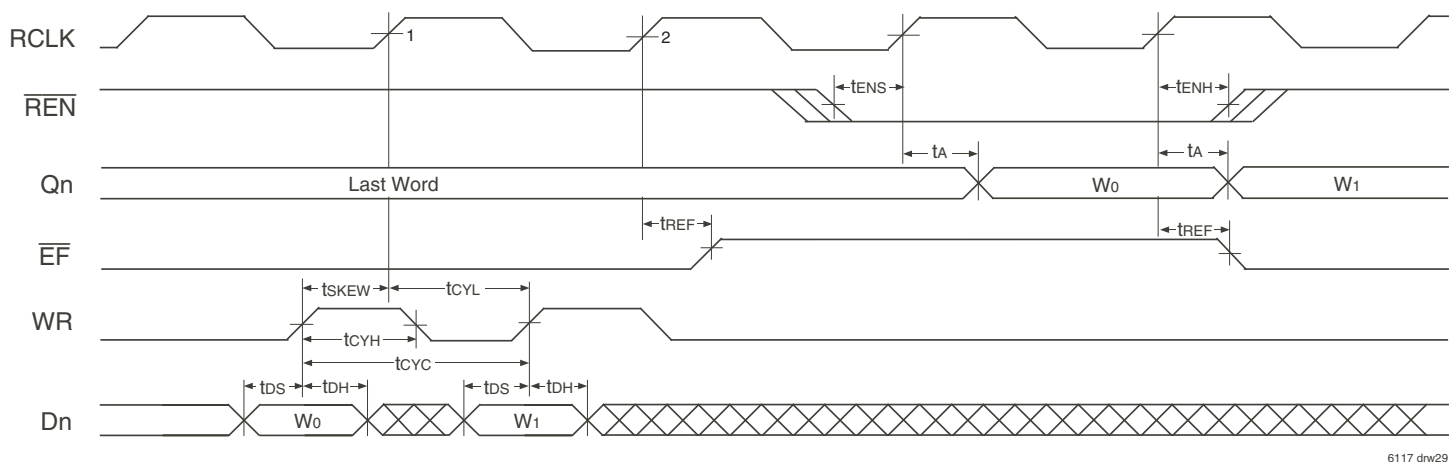 RCLK
1
2
REN
tENS
tENH
Qn
Last Word
tA
W0
tA
W1
EF
tREF
tREF
WR
tSKEW
tCYL
tCYH
tCYC
Dn
tDS
tDH
W0
tDS
tDH
W1
6117 drw29